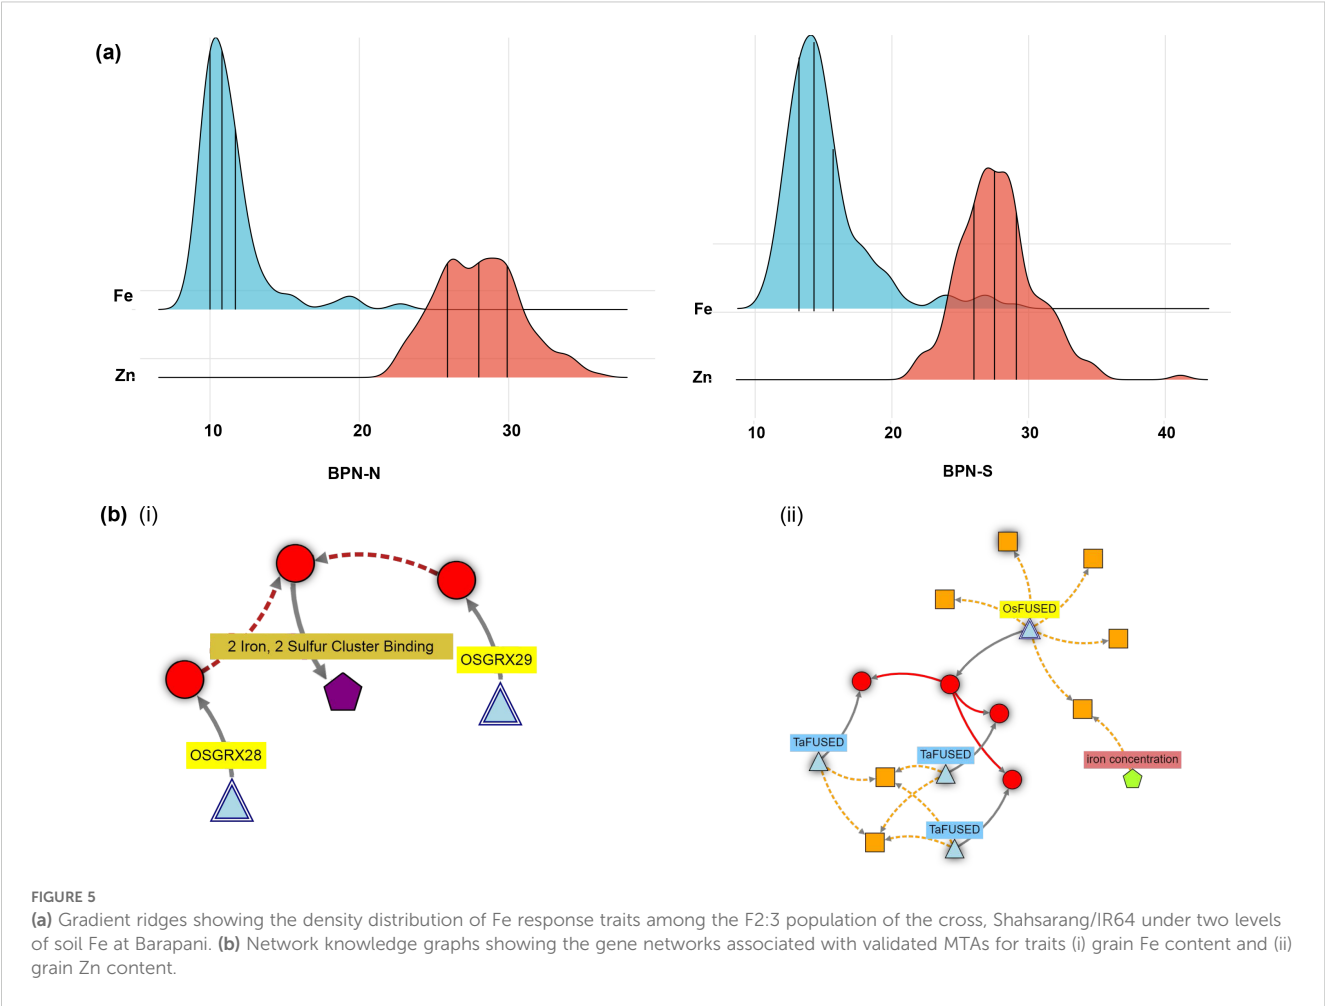 (a)
Fe
Zn
10 20 30
BPN-N
Fe
Zn
10 20 30 40
BPN-S
(b) (i)
2 Iron, 2 Sulfur Cluster Binding
OSGRX29
OSGRX28
(ii)
OsFUSED
TaFUSED
TaFUSED
iron concentration
TaFUSED
FIGURE 5
(a) Gradient ridges showing the density distribution of Fe response traits among the F2:3 population of the cross, Shahsarang/IR64 under two levels
of soil Fe at Barapani. (b) Network knowledge graphs showing the gene networks associated with validated MTAs for traits (i) grain Fe content and (ii)
grain Zn content.